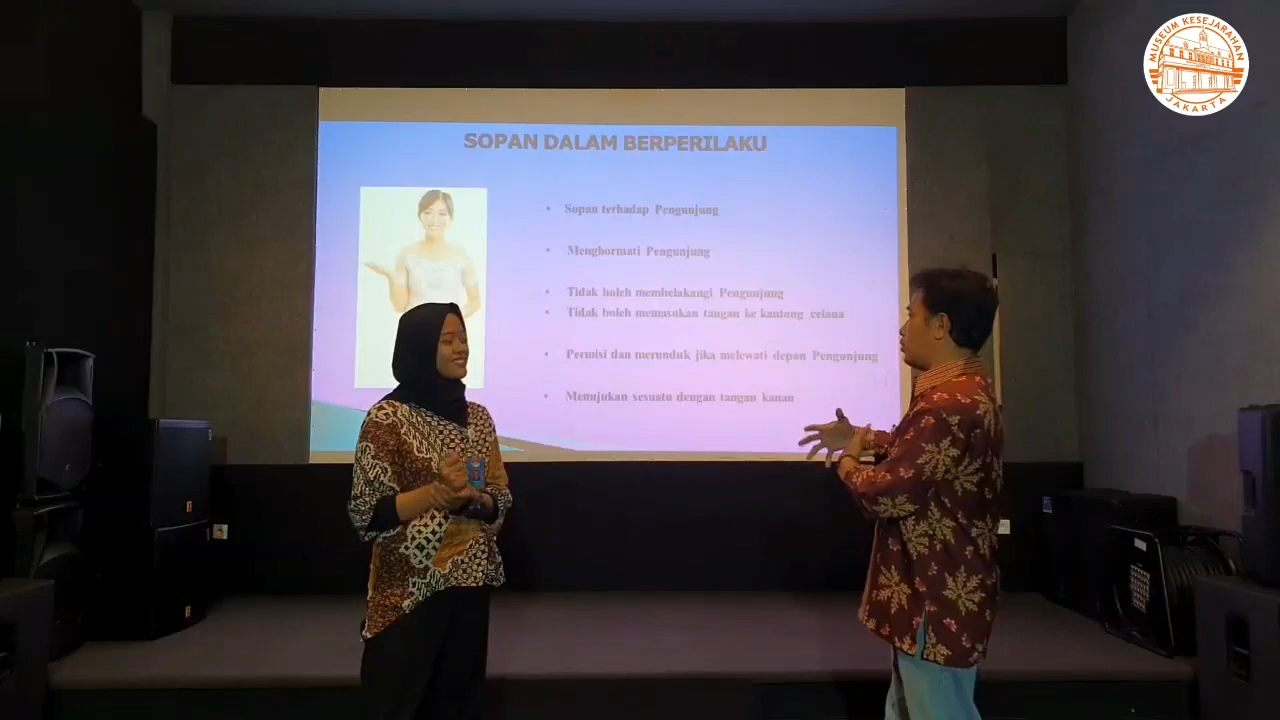 MUSEUM KESEJARAHAN
JAKARTA
SOPAN DALAM BERPERILAKU
• Sopan terhadap Pengunjung
• Menghormati Pengunjung
• Tidak boleh membelakangi Pengunjung
• Tidak boleh memasukan tangan ke kantong celana
• Permisi dan merunduk jika melewati depan Pengunjung
• Menujukan sesuatu dengan tangan kanan